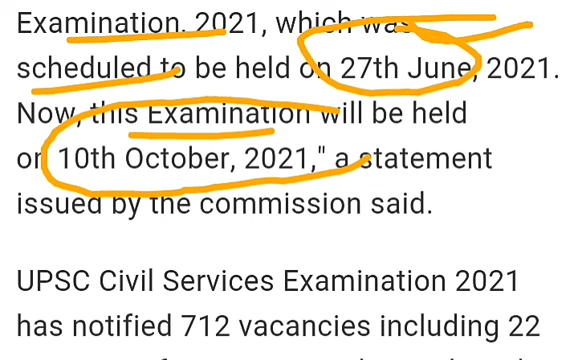 Examination, 2021, which was
scheduled to be held on 27th June, 2021.
Now, this Examination will be held
on 10th October, 2021," a statement
issued by the commission said.
UPSC Civil Services Examination 2021
has notified 712 vacancies including 22